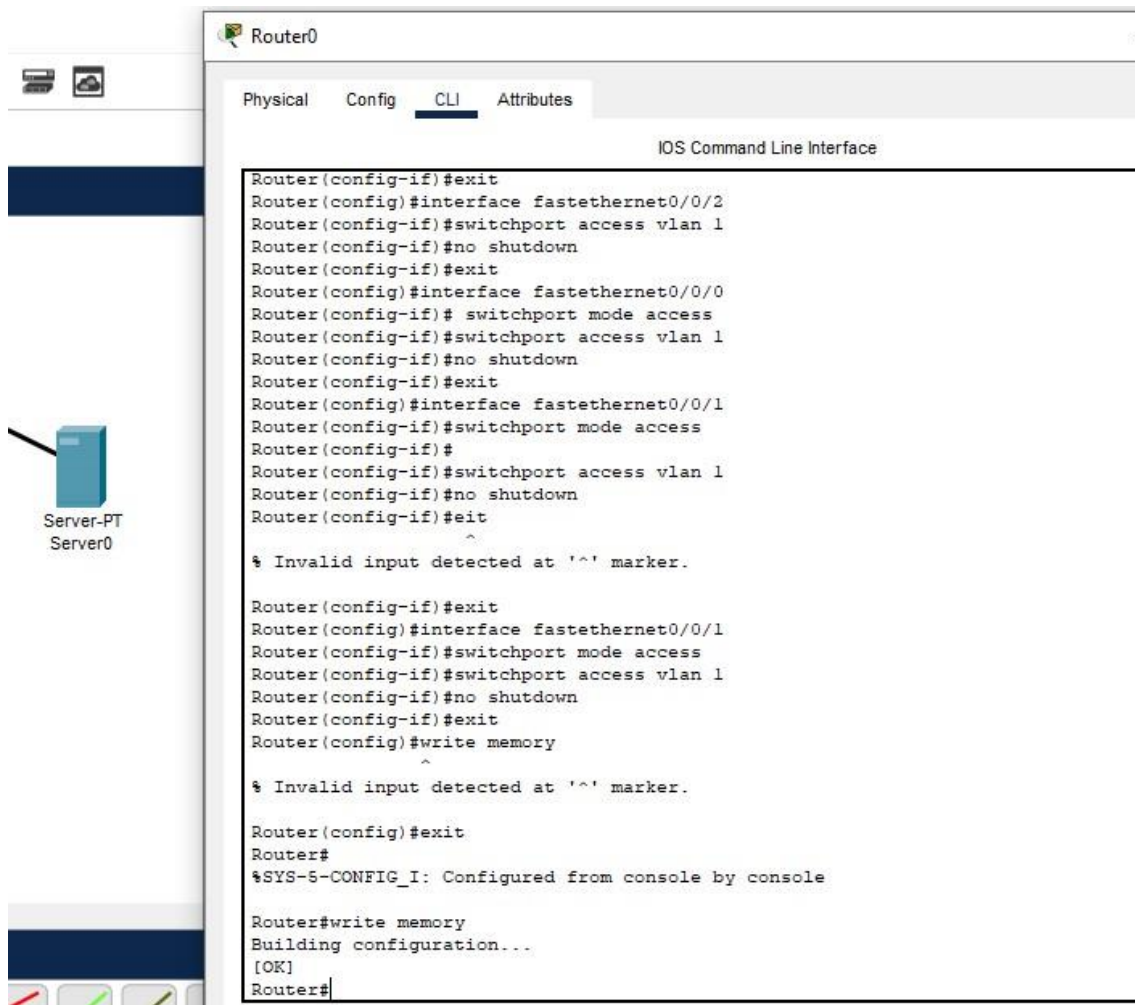 Router0
Physical Config CLI Attributes
IOS Command Line Interface
Router(config-if)#exit
Router(config)#interface fastethernet0/0/2
Router(config-if)#switchport access vlan 1
Router(config-if)#no shutdown
Router(config-if)#exit
Router(config)#interface fastethernet0/0/0
Router(config-if)# switchport mode access
Router(config-if)#switchport access vlan 1
Router(config-if)#no shutdown
Router(config-if)#exit
Router(config)#interface fastethernet0/0/1
Router(config-if)#switchport mode access
Router(config-if)#
Router(config-if)#switchport access vlan 1
Router(config-if)#no shutdown
Router(config-if)#eit
^
% Invalid input detected at '^' marker.
Router(config-if)#exit
Router(config)#interface fastethernet0/0/1
Router(config-if)#switchport mode access
Router(config-if)#switchport access vlan 1
Router(config-if)#no shutdown
Router(config-if)#exit
Router(config)#write memory
^
% Invalid input detected at '^' marker.
Router(config)#exit
Router#
%SYS-5-CONFIG_I: Configured from console by console
Router#write memory
Building configuration...
[OK]
Router#
Server-PT
Server0